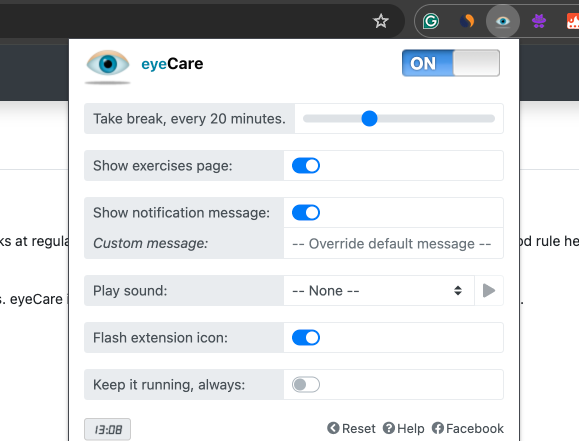 eyeCare
ON
Take break, every 20 minutes.
Show exercises page:
Show notification message:
ks at regula
od rule he
Custom message:
-- Override default message --
Play sound:
-- None --
s. eyeCare i
.
Flash extension icon:
Keep it running, always:
13:08
Reset
Help
Facebook